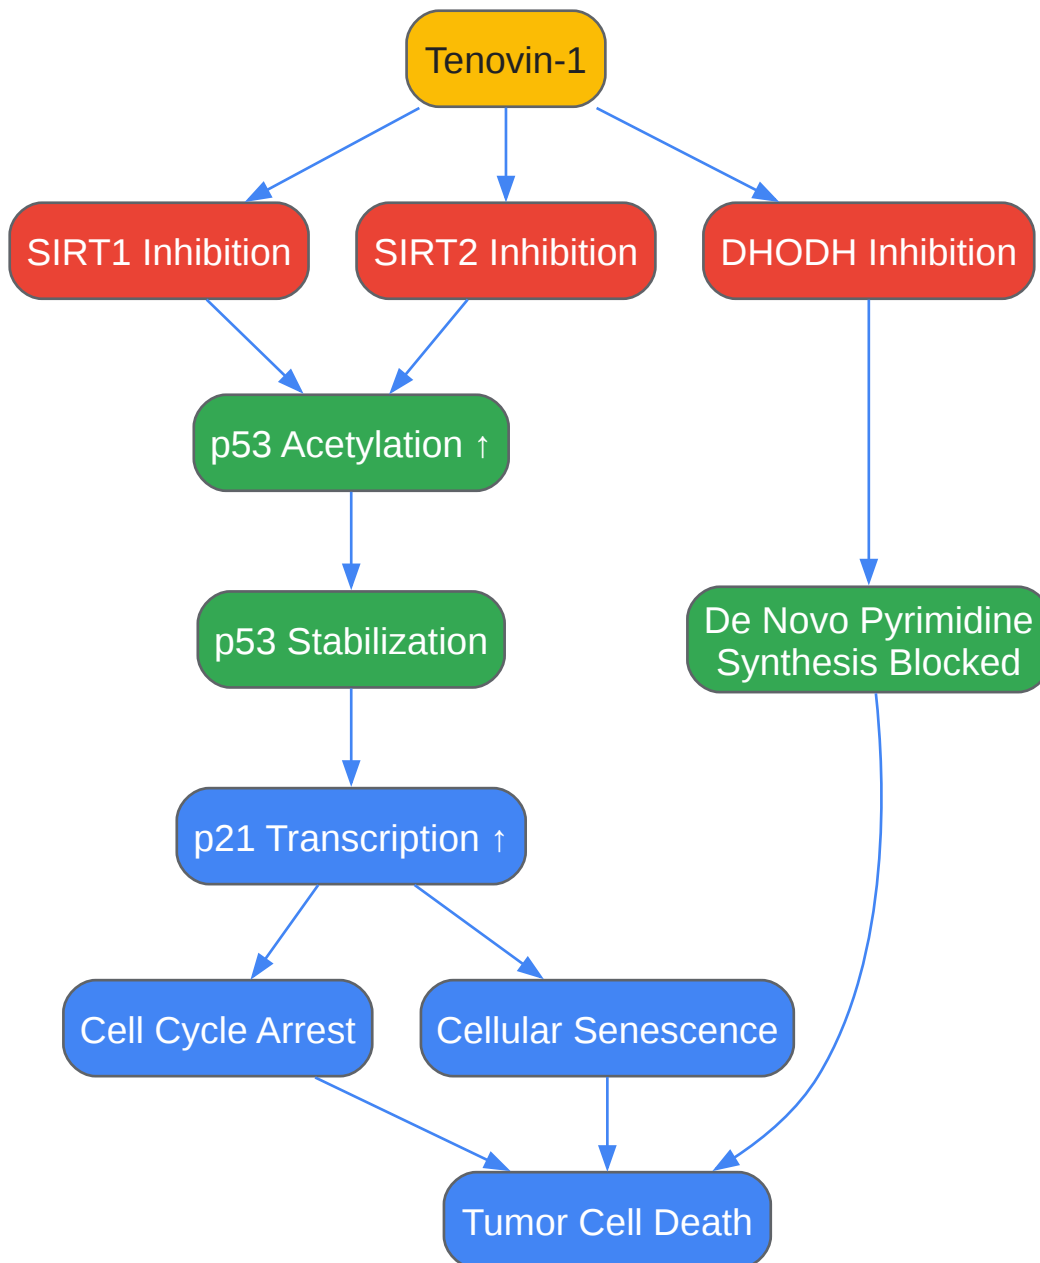 Tenovin-1
SIRT1 Inhibition
SIRT2 Inhibition
DHODH Inhibition
p53 Acetylation ↑
p53 Stabilization
De Novo Pyrimidine
Synthesis Blocked
p21 Transcription ↑
Cell Cycle Arrest
Cellular Senescence
Tumor Cell Death